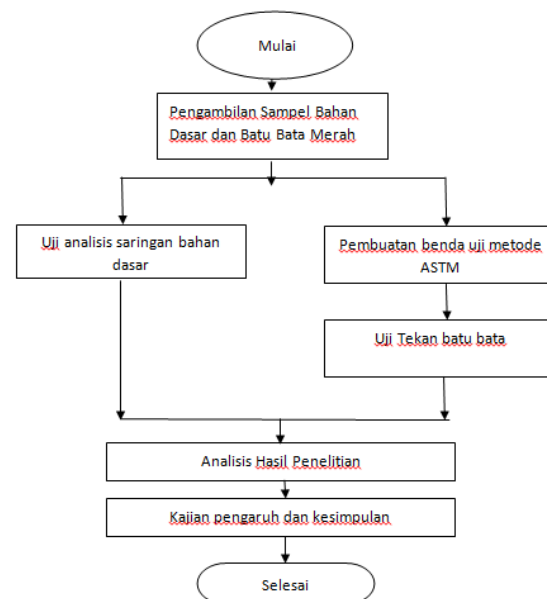 Mulai
Pengambilan Sampel Bahan
Dasar dan Batu Bata Merah
Uji analisis saringan bahan
dasar
Pembuatan benda uji metode
ASTM
Uji Tekan batu bata
Analisis Hasil Penelitian
Kajian pengaruh dan kesimpulan
Selesai